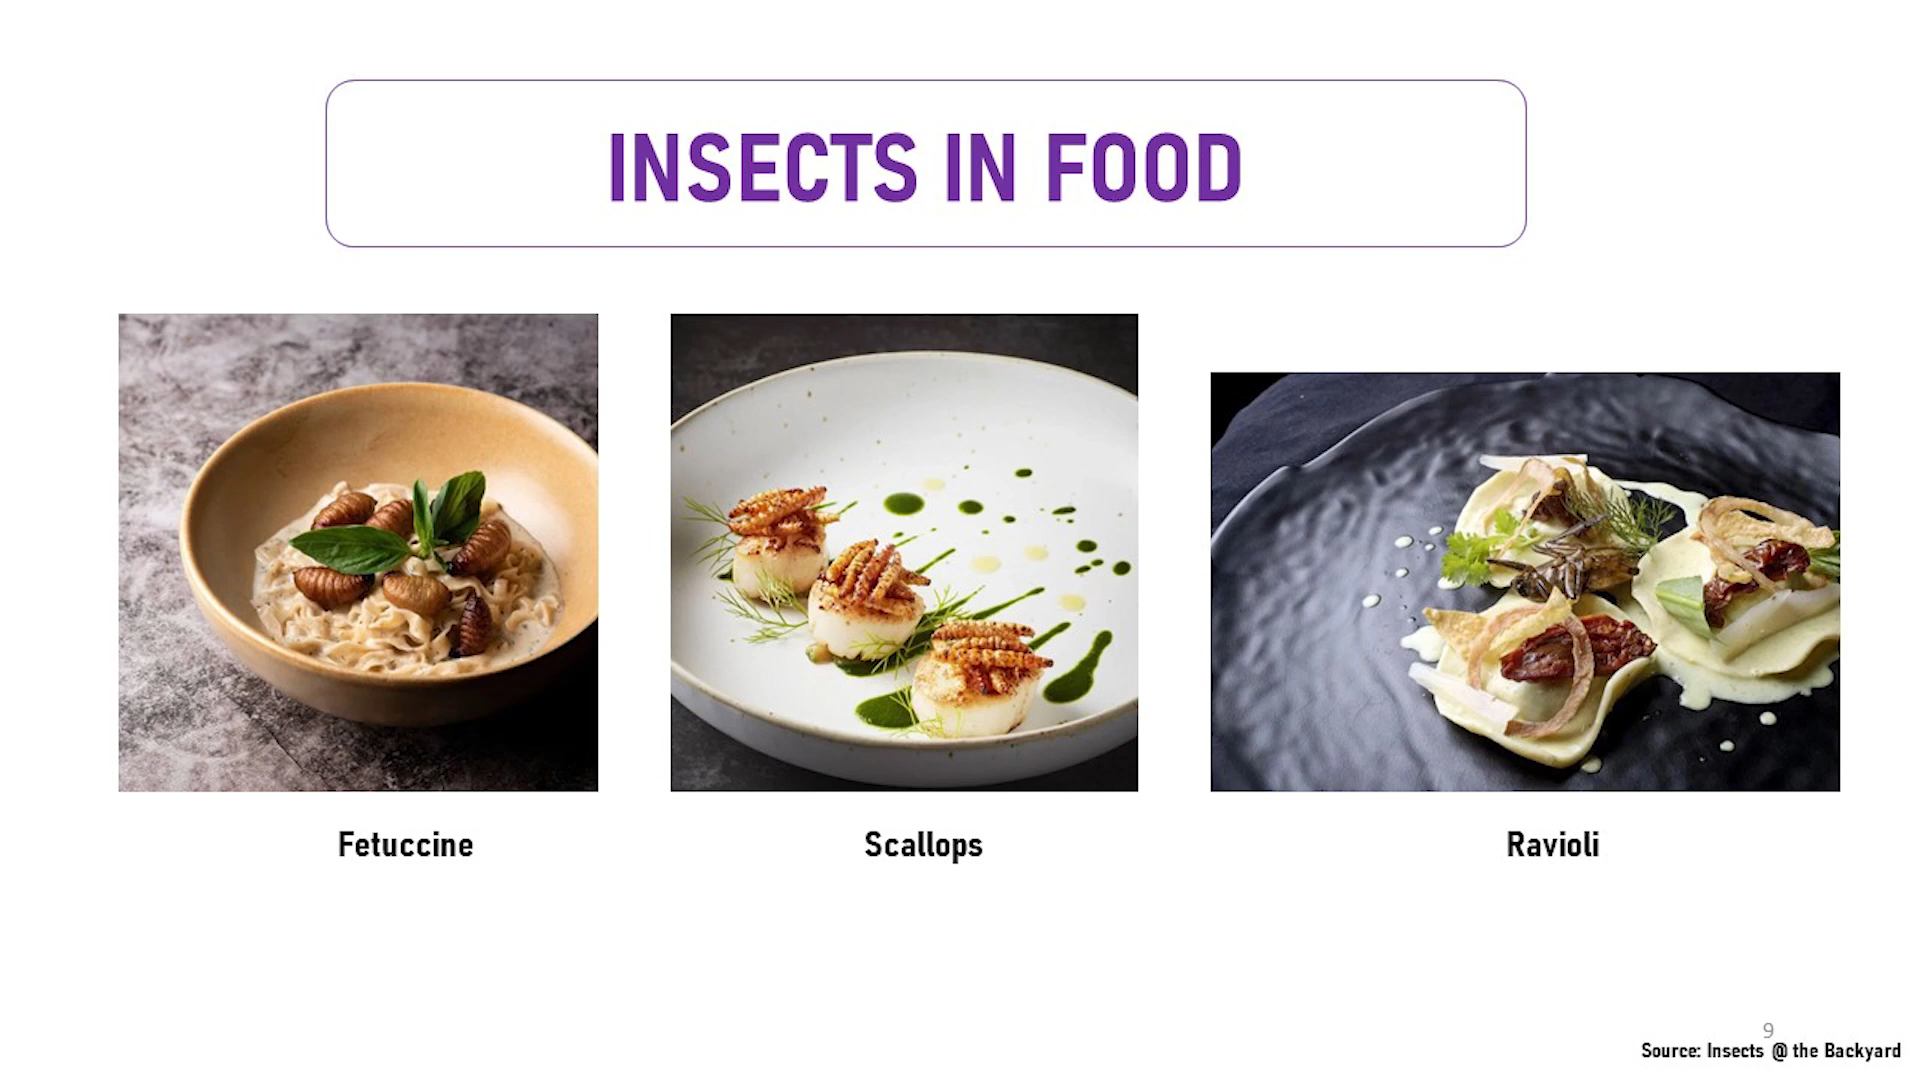 INSECTS IN FOOD
Fetuccine
Scallops
Ravioli
9
Source: Insects @ the Backyard